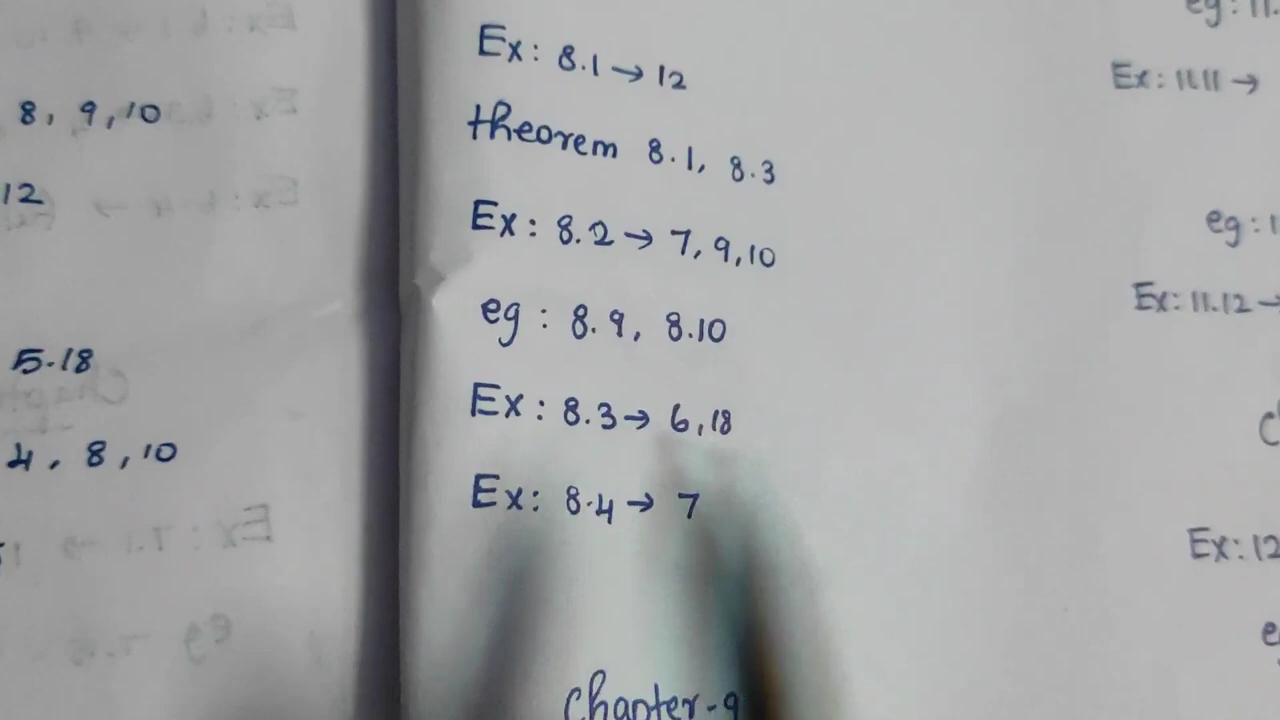 8, 9, 10
12
5.18
4, 8, 10
Ex: 8.1 → 12
theorem 8.1, 8.3
Ex: 8.2 → 7, 9, 10
eg: 8.9, 8.10
Ex: 8.3 → 6, 18
Ex: 8.4 → 7
Chapter-9
eg: 11.
Ex: 11.11 →
eg: 1
Ex: 11.12 →
Ex: 12